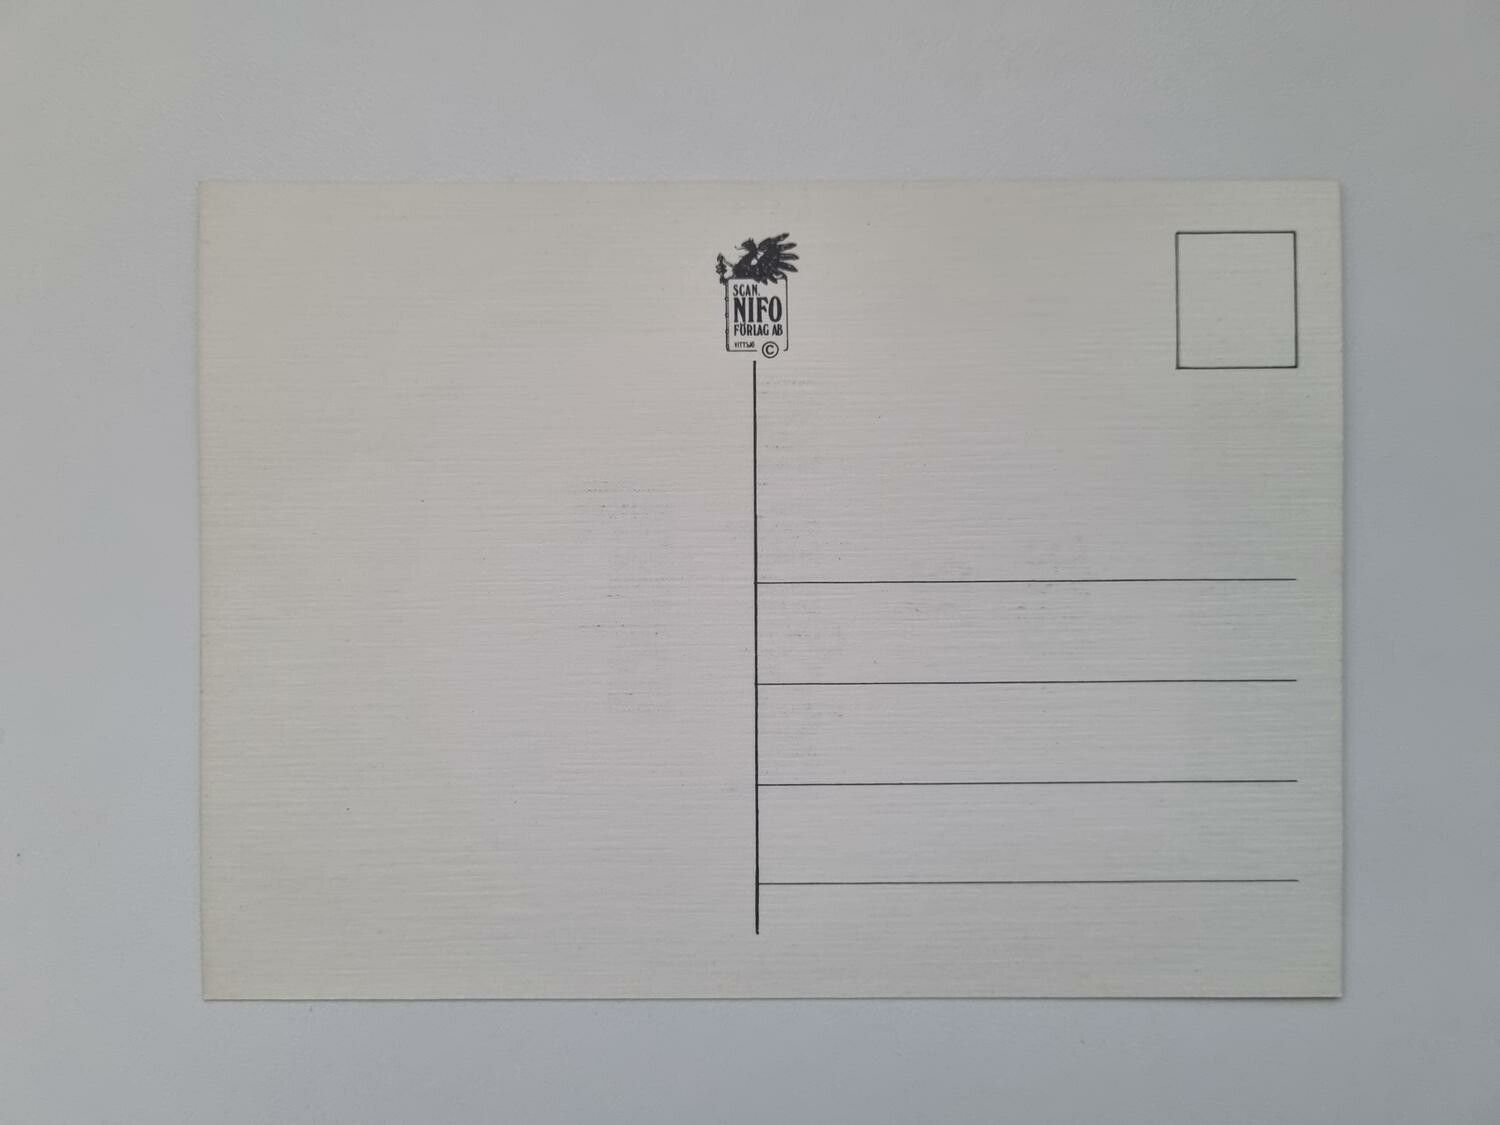 SCAN.
NIFO
FÖRLAG AB
VITTSJÖ ©